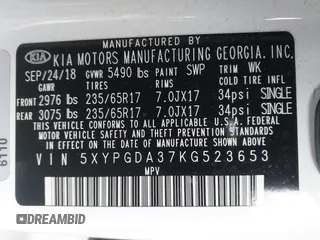 KIA KIA MOTORS MANUFACTURING GEORGIA, INC.
SEP/24/18 GVWR 5490 lbs PAINT SWP TRIM WK
TIRES RIMS COLD TIRE INFL
FRONT 2976 lbs 235/65R17 7.0JX17 34psi SINGLE
REAR 3075 lbs 235/65R17 7.0JX17 34psi SINGLE
THIS VEHICLE CONFORMS TO ALL APPLICABLE U.S.A. FEDERAL
MOTOR VEHICLE SAFETY AND THEFT PREVENTION STANDARDS
IN EFFECT ON THE DATE OF MANUFACTURE SHOWN ABOVE.
VIN 5XYPGDA37KG523653
MPV
6110
DREAMBID